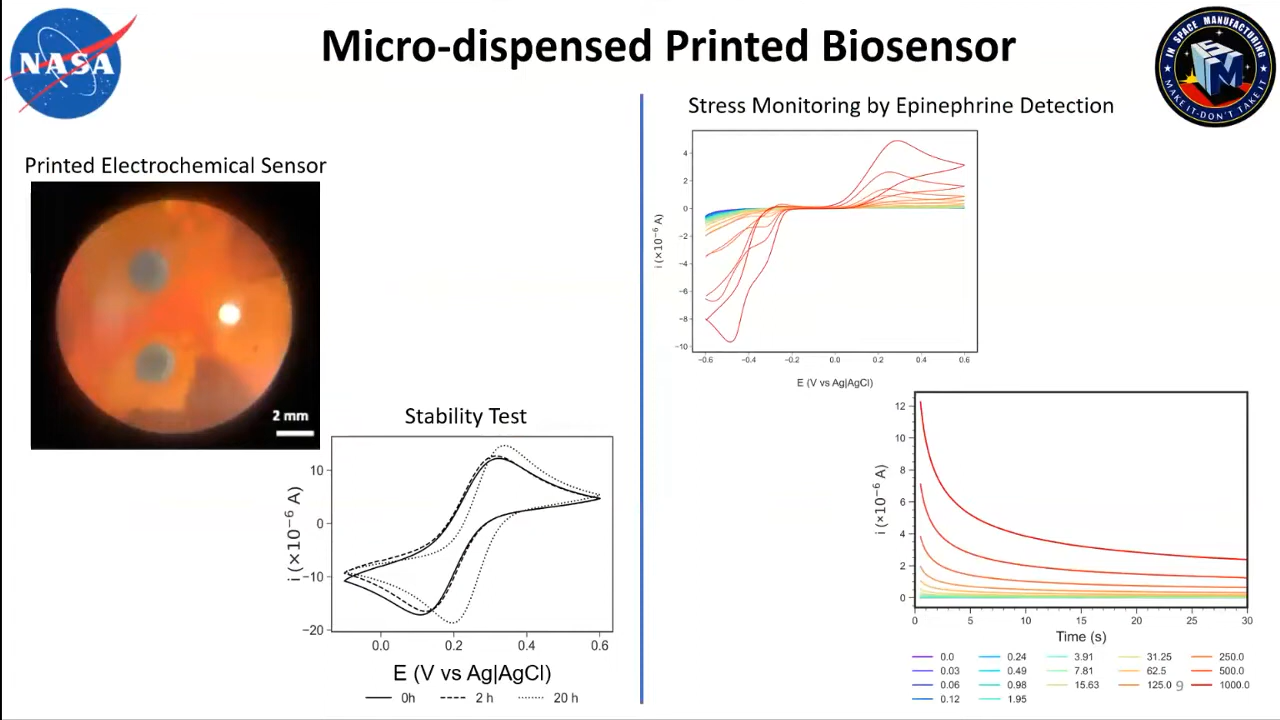 NASA
Micro-dispensed Printed Biosensor
IN SPACE MANUFACTURING
ISM
MAKE IT-DON'T TAKE IT
Printed Electrochemical Sensor
2 mm
Stability Test
10
0
−10
−20
i (×10⁻⁶ A)
0.0 0.2 0.4 0.6
E (V vs Ag|AgCl)
0h 2 h 20 h
Stress Monitoring by Epinephrine Detection
4
2
0
−2
−4
−6
−8
−10
i (×10⁻⁶ A)
−0.6 −0.4 −0.2 0.0 0.2 0.4 0.6
E (V vs Ag|AgCl)
12
10
8
6
4
2
0
i (×10⁻⁶ A)
0 5 10 15 20 25 30
Time (s)
0.0 0.24 3.91 31.25 250.0
0.03 0.49 7.81 62.5 500.0
0.06 0.98 15.63 125.0 1000.0
0.12 1.95
9